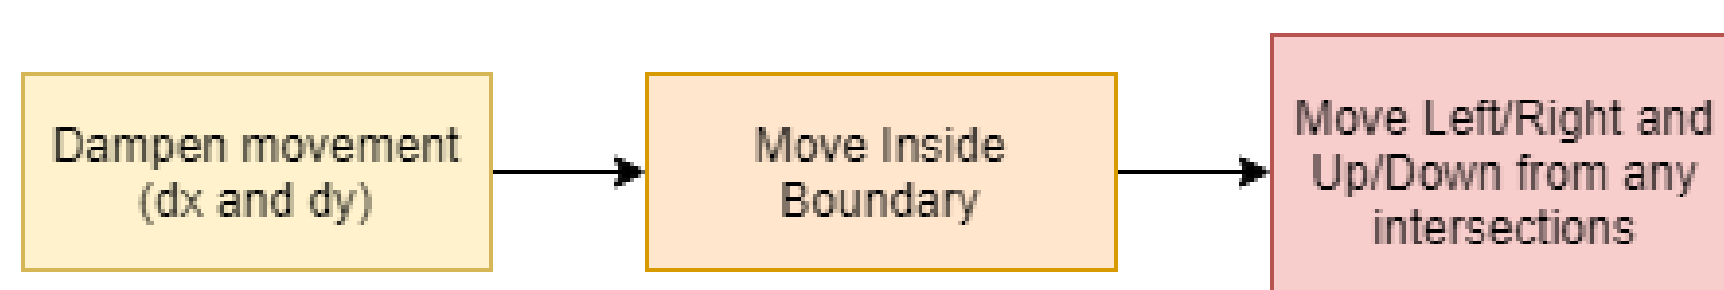 Dampen movement
(dx and dy)
Move Inside
Boundary
Move Left/Right and
Up/Down from any
intersections